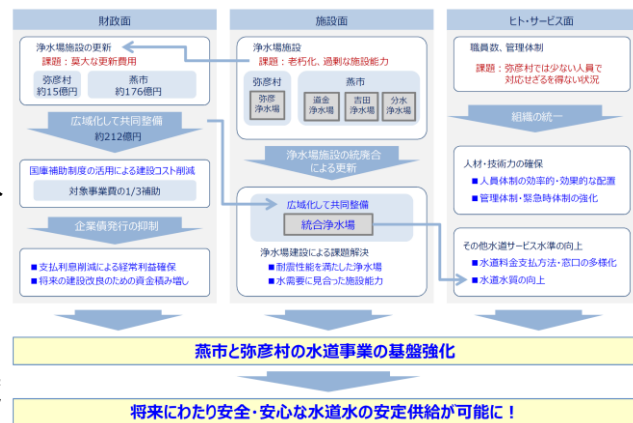 財政面
浄水場施設の更新
課題：莫大な更新費用
弥彦村
約15億円
燕市
約176億円
広域化して共同整備
約212億円
国庫補助制度の活用による建設コスト削減
対象事業費の1/3補助
企業債発行の抑制
■支払利息削減による経常利益確保
■将来の建設改良のための資金積み増し
施設面
浄水場施設
課題：老朽化、過剰な施設能力
弥彦村
弥彦
浄水場
燕市
道金
浄水場
吉田
浄水場
分水
浄水場
浄水場施設の統廃合
による更新
広域化して共同整備
統合浄水場
浄水場建設による課題解決
■耐震性能を満たした浄水場
■水需要に見合った施設能力
ヒト・サービス面
職員数、管理体制
課題：弥彦村では少ない人員で
対応せざるを得ない状況
組織の統一
人材・技術力の確保
■人員体制の効率的・効果的な配置
■管理体制・緊急時体制の強化
その他水道サービス水準の向上
■水道料金支払方法・窓口の多様化
■水道水質の向上
燕市と弥彦村の水道事業の基盤強化
将来にわたり安全・安心な水道水の安定供給が可能に！